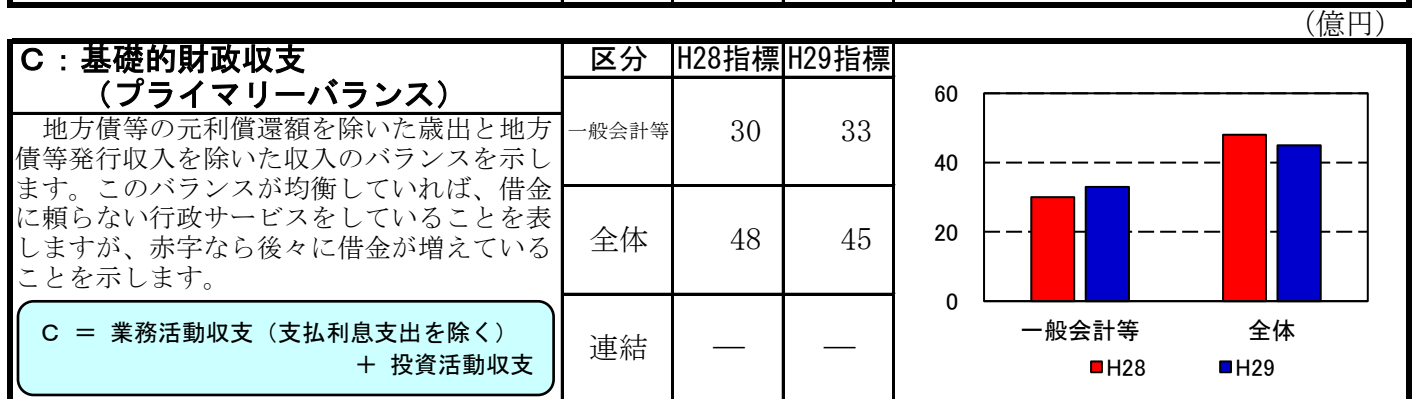 (億円)
C:基礎的財政収支
(プライマリーバランス)
地方債等の元利償還額を除いた歳出と地方
債等発行収入を除いた収入のバランスを示し
ます。このバランスが均衡していれば、借金
に頼らない行政サービスをしていることを表
しますが、赤字なら後々に借金が増えている
ことを示します。
C = 業務活動収支(支払利息支出を除く)
+ 投資活動収支
区分 H28指標 H29指標
一般会計等 30 33
全体 48 45
連結 — —
60
40
20
0
一般会計等 全体
H28 H29